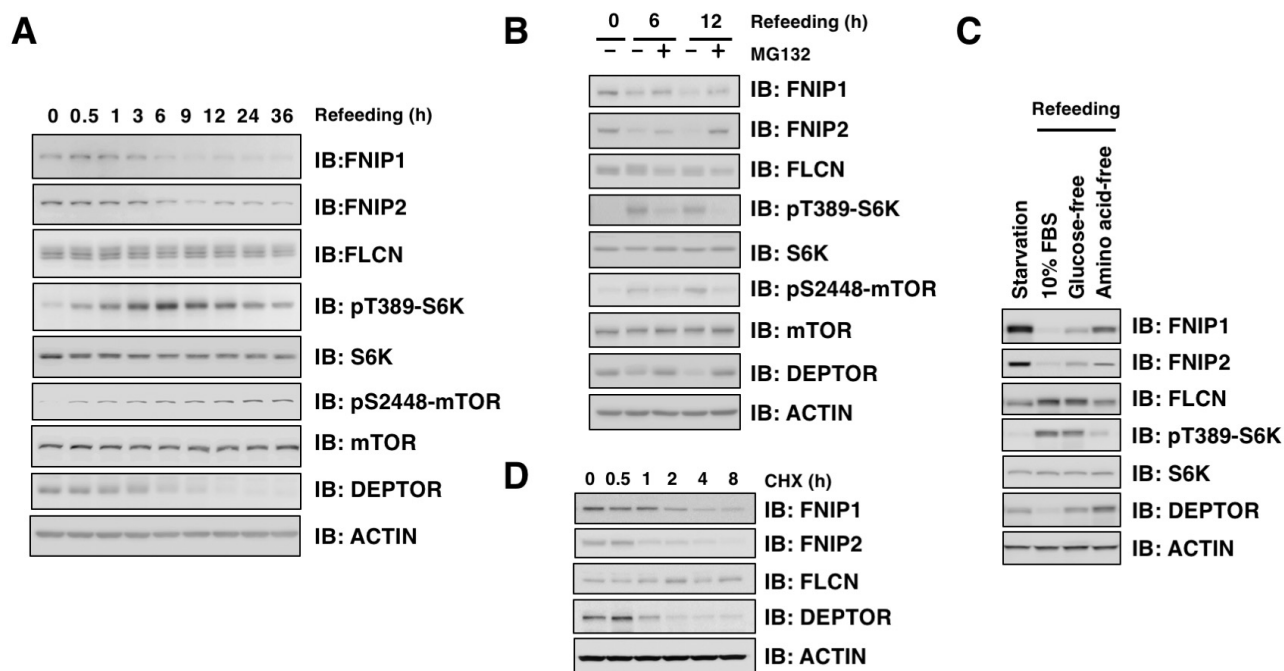 A
0 0.5 1 3 6 9 12 24 36 Refeeding (h)
IB:FNIP1
IB:FNIP2
IB:FLCN
IB: pT389-S6K
IB: S6K
IB: pS2448-mTOR
IB: mTOR
IB: DEPTOR
IB: ACTIN
B
0 6 12 Refeeding (h)
– – + – + MG132
IB: FNIP1
IB: FNIP2
IB: FLCN
IB: pT389-S6K
IB: S6K
IB: pS2448-mTOR
IB: mTOR
IB: DEPTOR
IB: ACTIN
C
Refeeding
Starvation
10% FBS
Glucose-free
Amino acid-free
IB: FNIP1
IB: FNIP2
IB: FLCN
IB: pT389-S6K
IB: S6K
IB: DEPTOR
IB: ACTIN
D
0 0.5 1 2 4 8 CHX (h)
IB: FNIP1
IB: FNIP2
IB: FLCN
IB: DEPTOR
IB: ACTIN